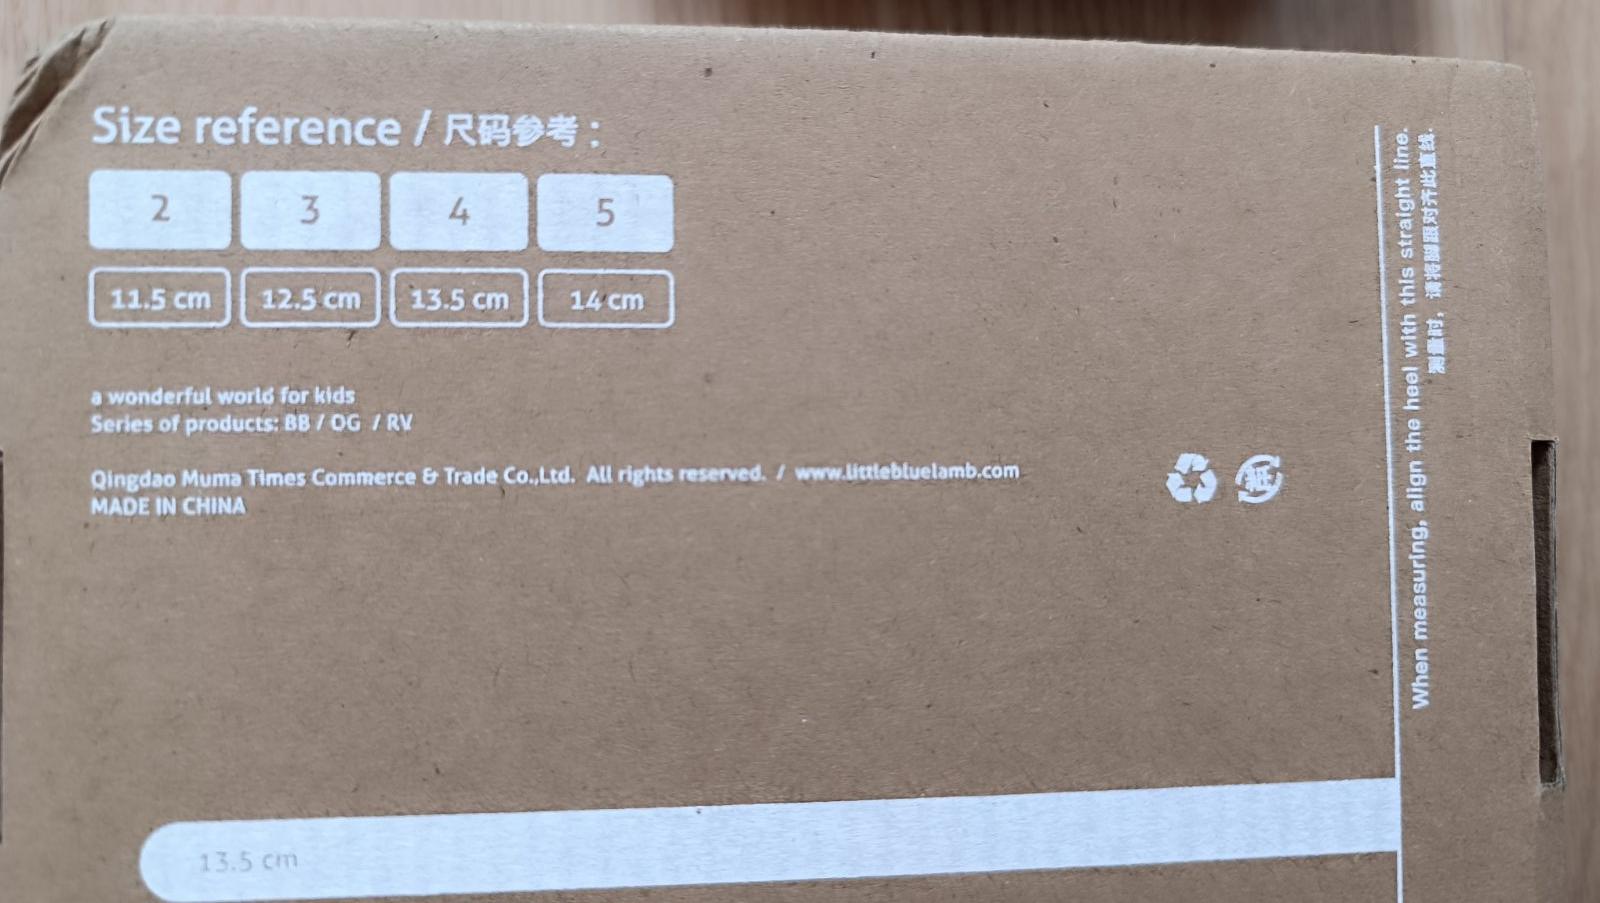 Size reference / 尺码参考：
2 3 4 5
11.5 cm 12.5 cm 13.5 cm 14 cm
a wonderful world for kids
Series of products: BB / OG / RV
Qingdao Muma Times Commerce & Trade Co.,Ltd. All rights reserved. / www.littlebluelamb.com
MADE IN CHINA
纸
When measuring, align the heel with this straight line.
测量时，请将脚跟对齐此直线.
13.5 cm